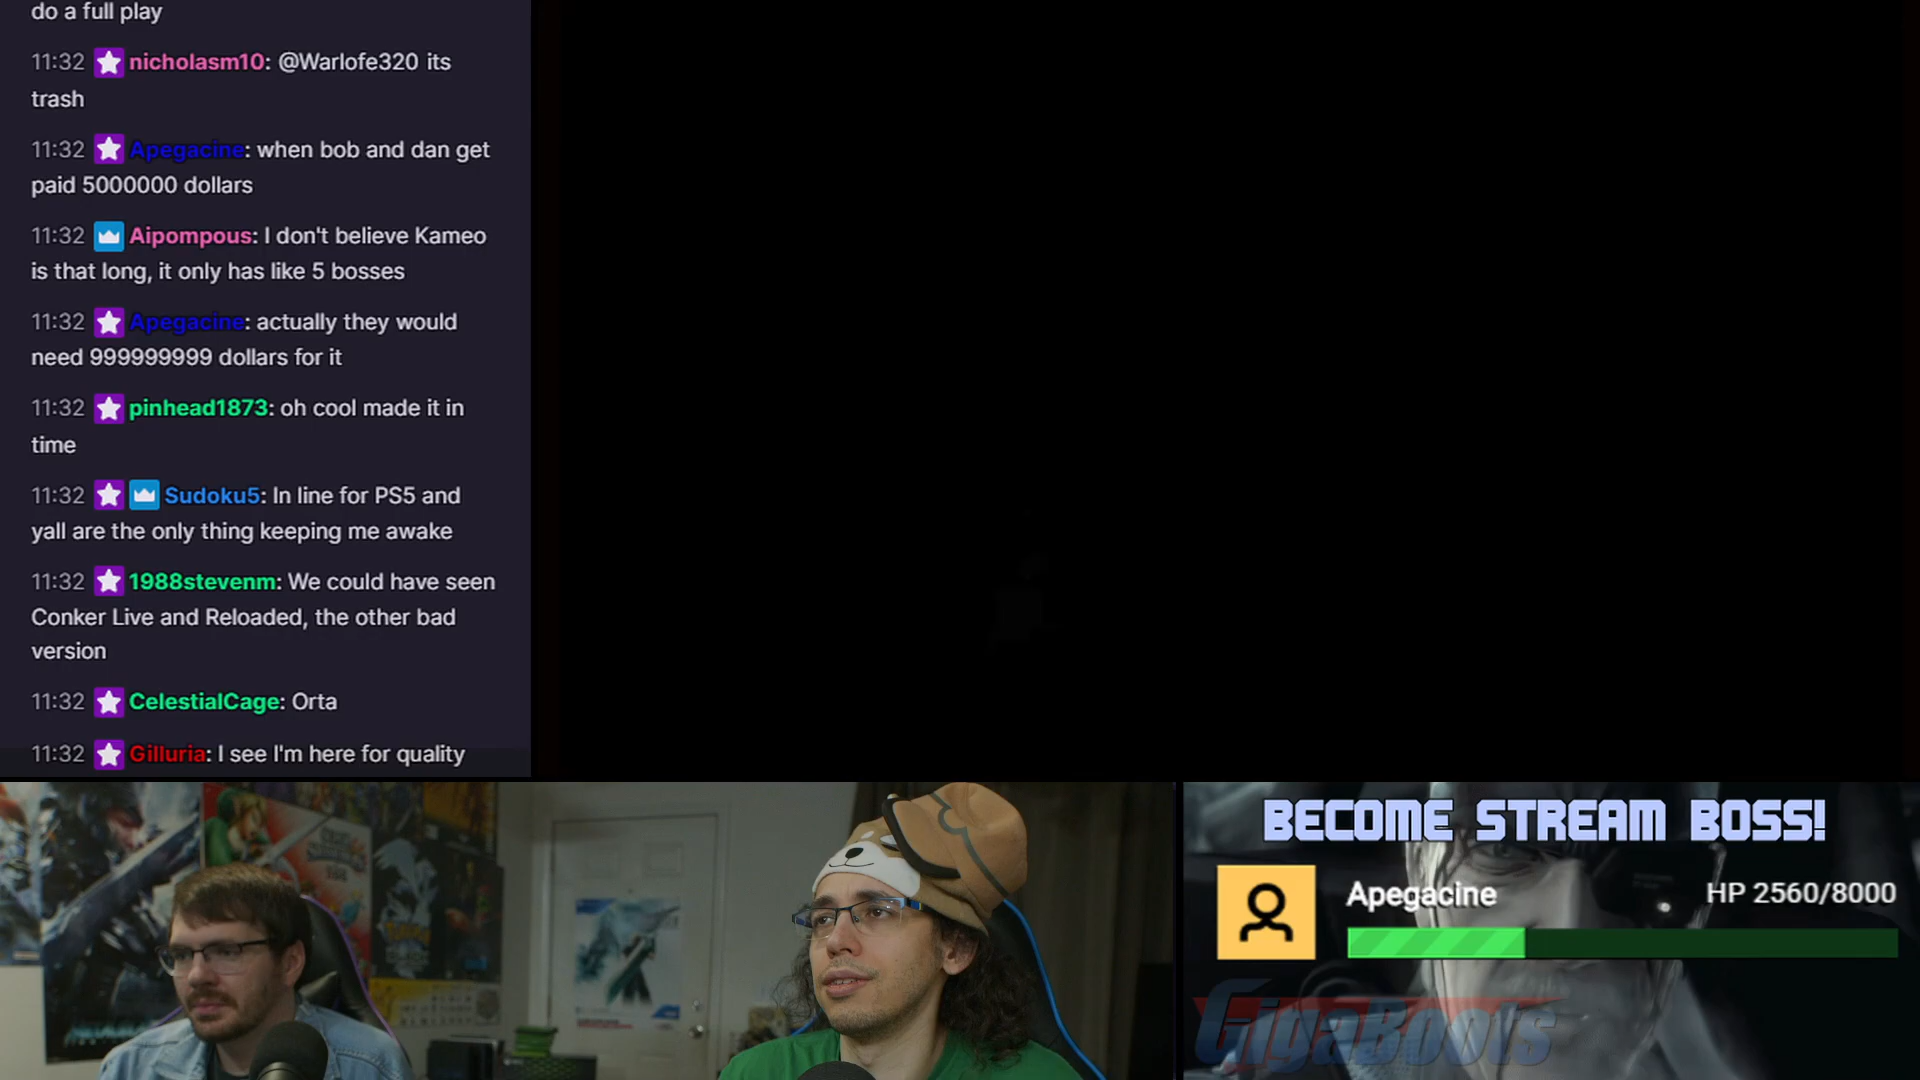 do a full play
11:32 nicholasm10: @Warlofe320 its
trash
11:32 Apegacine: when bob and dan get
paid 5000000 dollars
11:32 Aipompous: I don't believe Kameo
is that long, it only has like 5 bosses
11:32 Apegacine: actually they would
need 999999999 dollars for it
11:32 pinhead1873: oh cool made it in
time
11:32 Sudoku5: In line for PS5 and
yall are the only thing keeping me awake
11:32 1988stevenm: We could have seen
Conker Live and Reloaded, the other bad
version
11:32 CelestialCage: Orta
11:32 Gilluria: I see I'm here for quality
BECOME STREAM BOSS!
Apegacine HP 2560/8000
GigaBoots